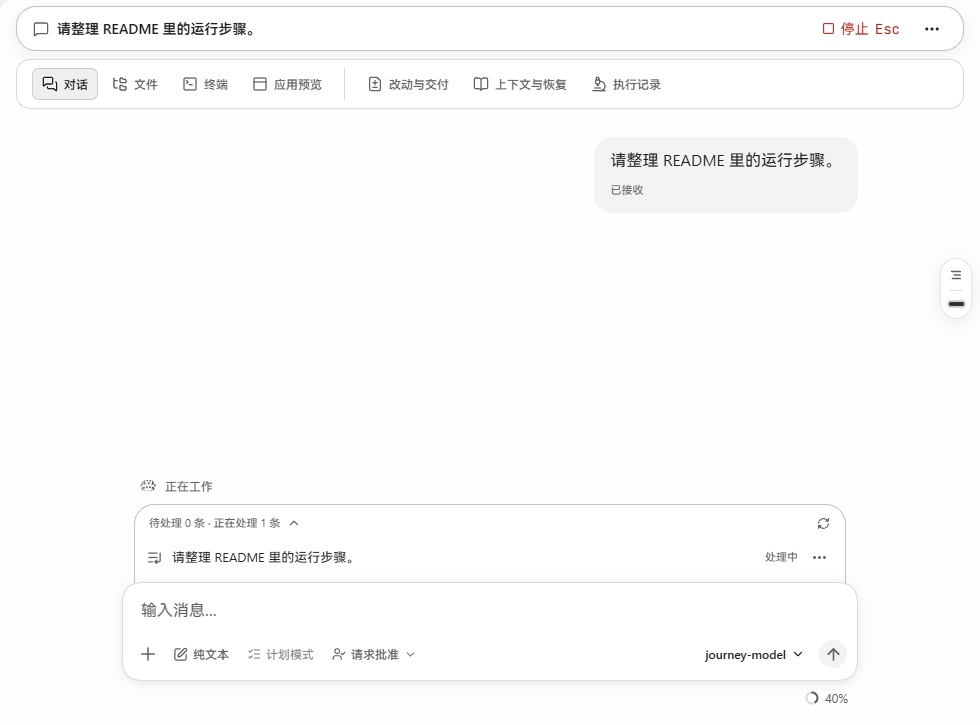 请整理 README 里的运行步骤。 停止 Esc
对话 文件 终端 应用预览 改动与交付 上下文与恢复 执行记录
请整理 README 里的运行步骤。
已接收
正在工作
待处理 0 条 · 正在处理 1 条
请整理 README 里的运行步骤。 处理中
输入消息...
纯文本 计划模式 请求批准 journey-model
40%